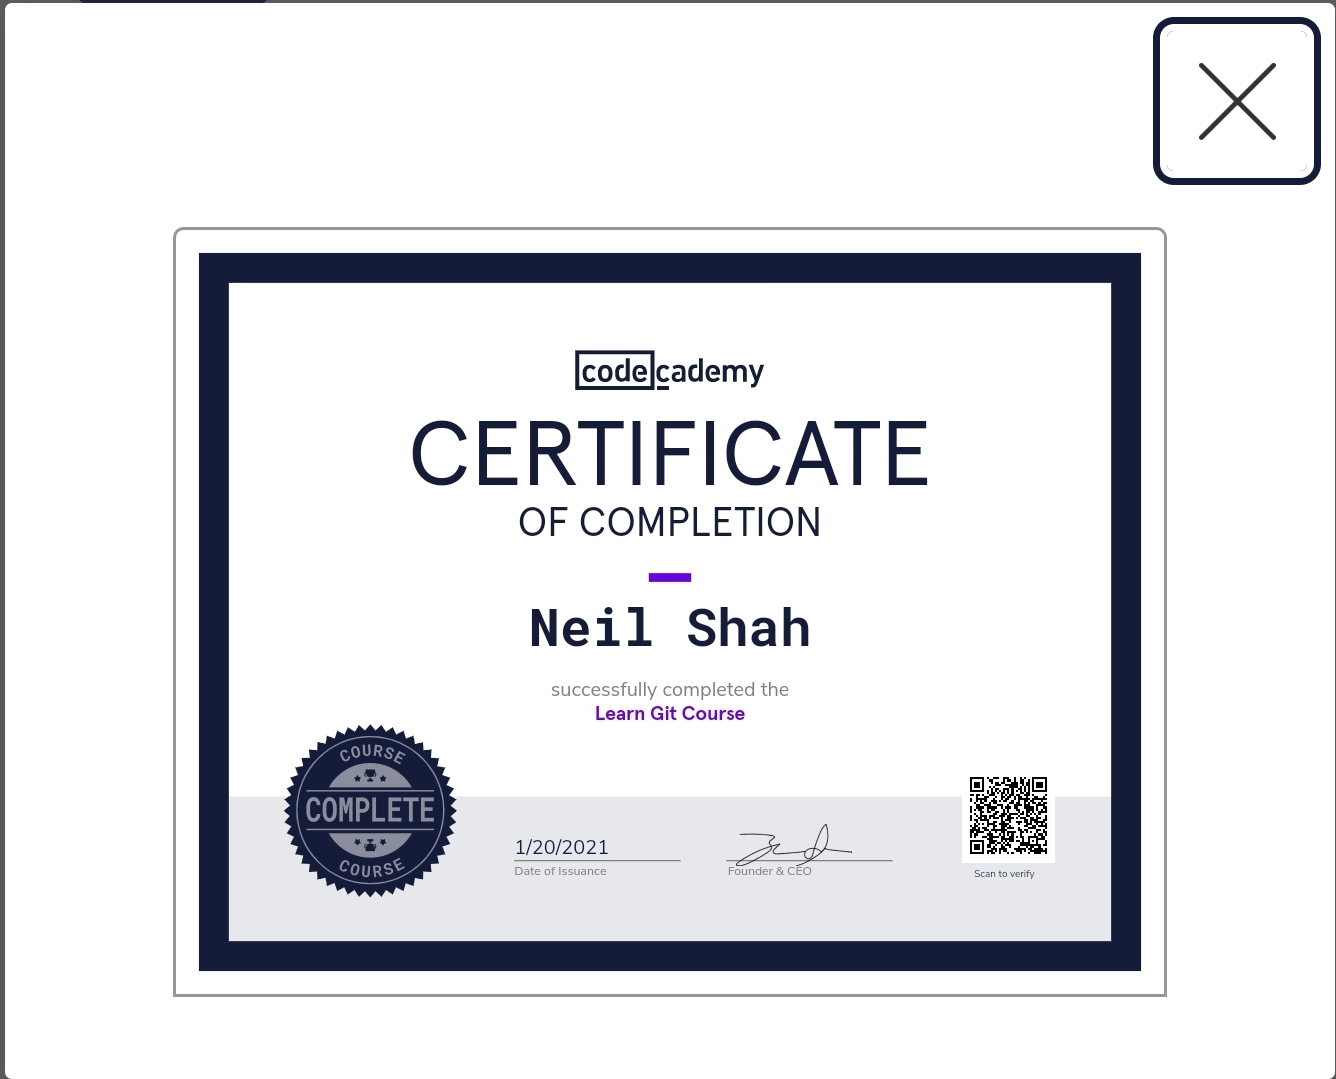 codecademy
CERTIFICATE
OF COMPLETION
Neil Shah
successfully completed the
Learn Git Course
COURSE
COMPLETE
COURSE
1/20/2021
Date of Issuance
Founder & CEO
Scan to verify